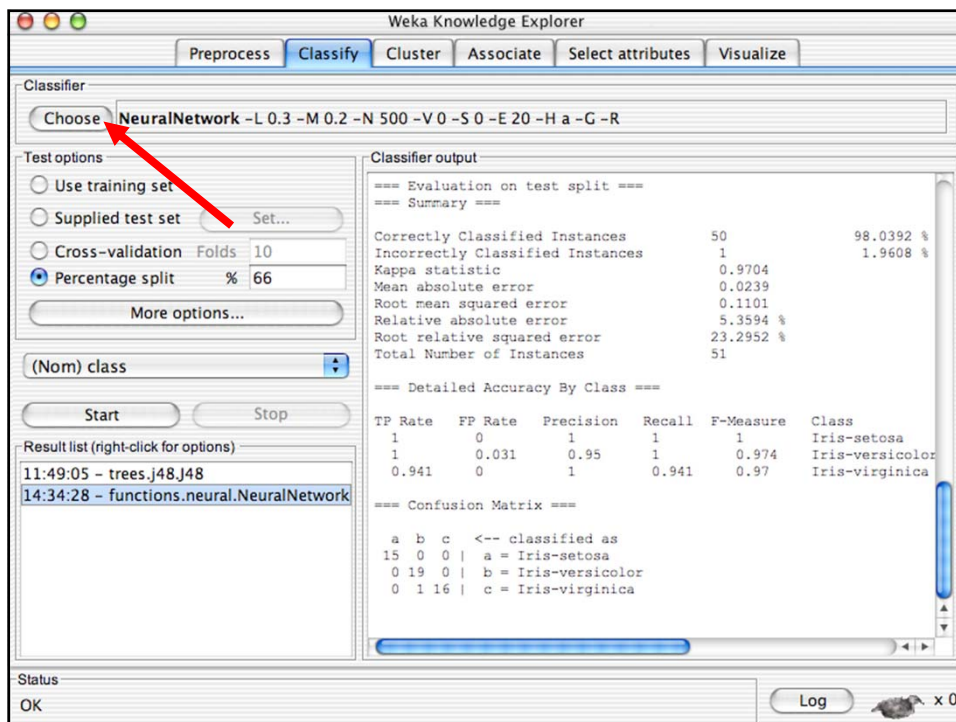 Weka Knowledge Explorer
Preprocess Classify Cluster Associate Select attributes Visualize
Classifier
Choose NeuralNetwork -L 0.3 -M 0.2 -N 500 -V 0 -S 0 -E 20 -H a -G -R
Test options
Use training set
Supplied test set Set...
Cross-validation Folds 10
Percentage split % 66
More options...
(Nom) class
Start Stop
Result list (right-click for options)
11:49:05 - trees.j48.J48
14:34:28 - functions.neural.NeuralNetwork
Classifier output
=== Evaluation on test split ===
=== Summary ===
Correctly Classified Instances 50 98.0392 %
Incorrectly Classified Instances 1 1.9608 %
Kappa statistic 0.9704
Mean absolute error 0.0239
Root mean squared error 0.1101
Relative absolute error 5.3594 %
Root relative squared error 23.2952 %
Total Number of Instances 51
=== Detailed Accuracy By Class ===
TP Rate FP Rate Precision Recall F-Measure Class
1 0 1 1 1 Iris-setosa
1 0.031 0.95 1 0.974 Iris-versicolor
0.941 0 1 0.941 0.97 Iris-virginica
=== Confusion Matrix ===
a b c <-- classified as
15 0 0 | a = Iris-setosa
0 19 0 | b = Iris-versicolor
0 1 16 | c = Iris-virginica
Status
OK
Log x 0